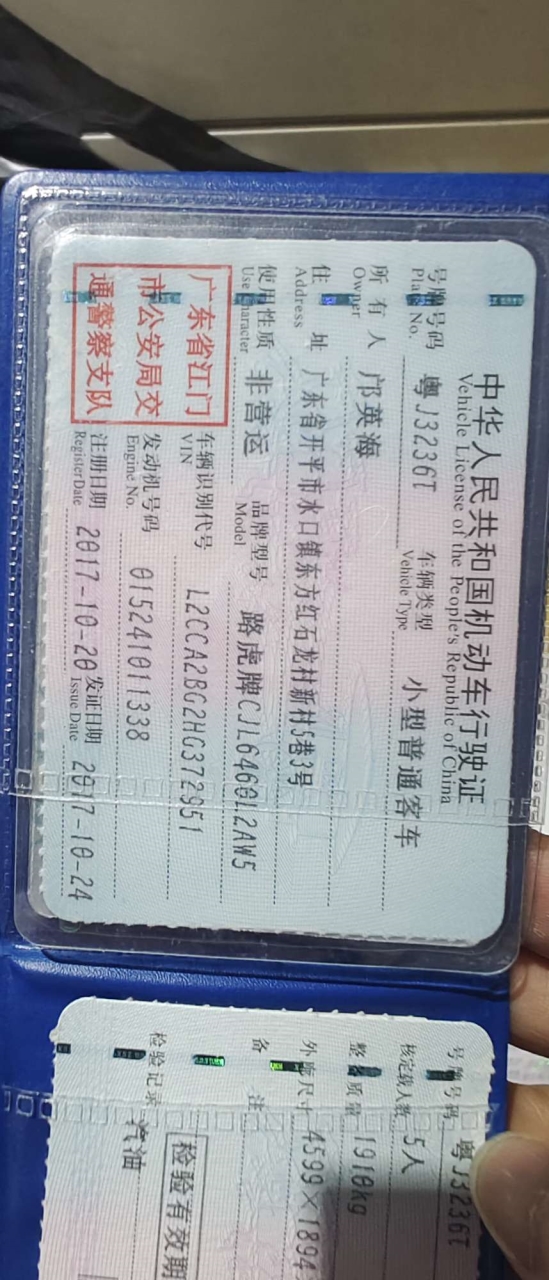 中华人民共和国机动车行驶证
Vehicle License of the People's Republic of China
号牌号码 粤J3236T 车辆类型 小型普通客车
Plate No. Vehicle Type
所有人 邝英海
Owner
住址 广东省开平市水口镇东方红石龙村新村5巷3号
Address
使用性质 非营运 品牌型号 路虎牌CJL6460L2AW5
Use Character Model
广东省江门
市公安局交
通警察支队
车辆识别代号 L2CCA2BG2HG372951
VIN
发动机号码 015241011338
Engine No.
注册日期 2017-10-20 发证日期 2017-10-24
Register Date Issue Date
号牌号码 粤J3236T
核定载人数 5人
整备质量 1910kg
外廓尺寸 4599×1894
备注
检验有效期
检验记录 汽油